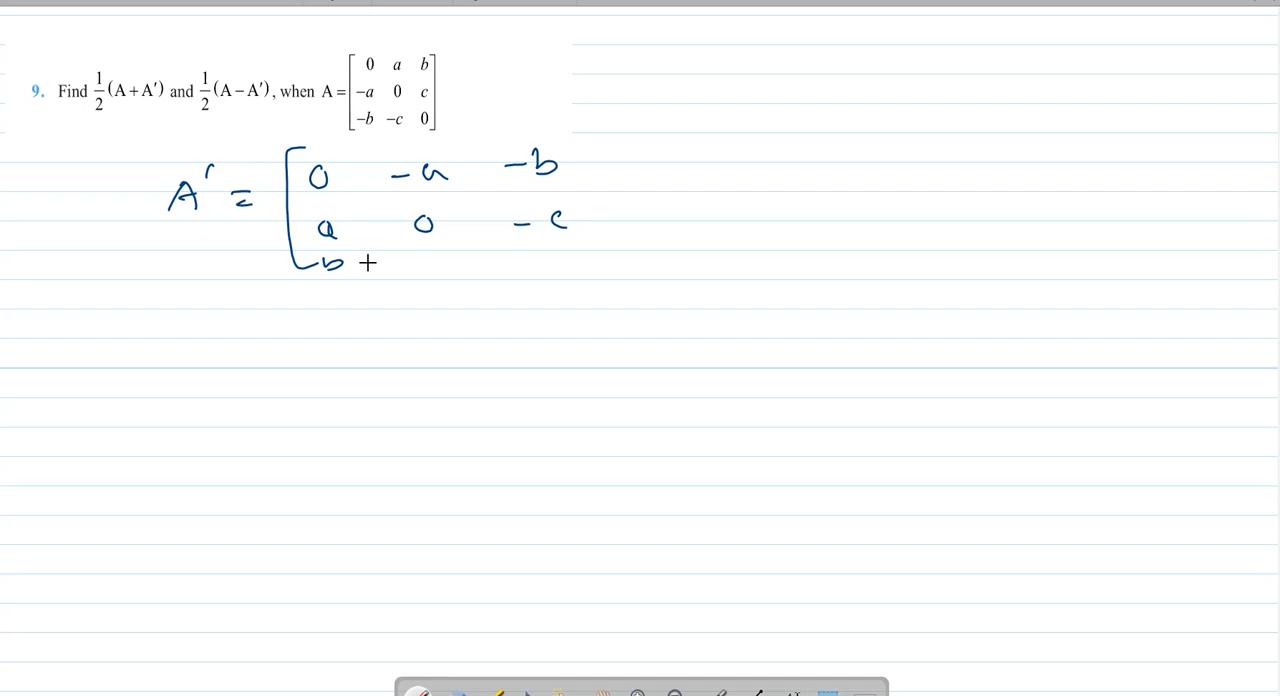 9. Find 1/2 (A + A′) and 1/2 (A − A′), when A = [ 0 a b
−a 0 c
−b −c 0 ]
A' = [ 0 -a -b
a 0 -c
b